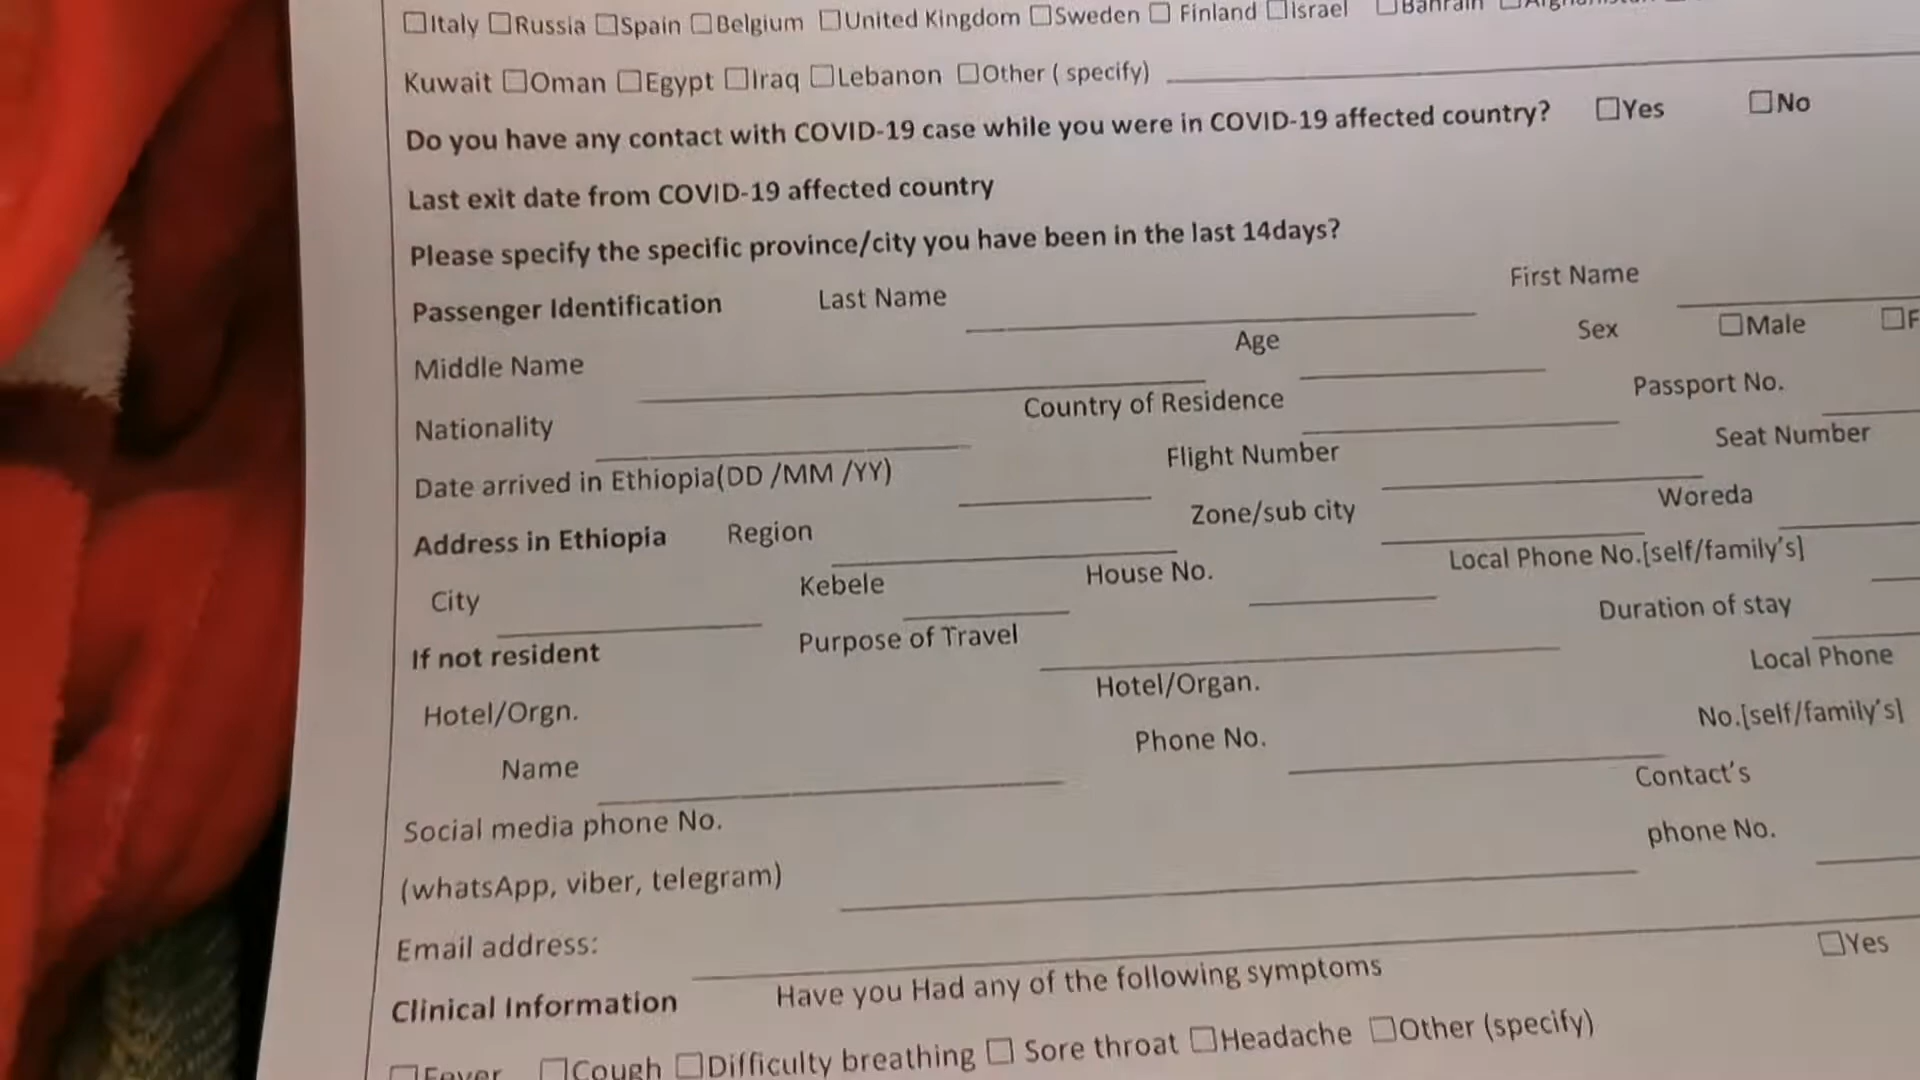 ☐Italy ☐Russia ☐Spain ☐Belgium ☐United Kingdom ☐Sweden ☐ Finland ☐Israel ☐Bahrain
Kuwait ☐Oman ☐Egypt ☐Iraq ☐Lebanon ☐Other ( specify)
Do you have any contact with COVID-19 case while you were in COVID-19 affected country? ☐Yes ☐No
Last exit date from COVID-19 affected country
Please specify the specific province/city you have been in the last 14days?
Passenger Identification Last Name First Name
Middle Name Age Sex ☐Male ☐F
Nationality Country of Residence Passport No.
Date arrived in Ethiopia(DD /MM /YY) Flight Number Seat Number
Address in Ethiopia Region Zone/sub city Woreda
City Kebele House No. Local Phone No.[self/family's]
If not resident Purpose of Travel Duration of stay
Hotel/Orgn. Hotel/Organ. Local Phone
Name Phone No. No.[self/family's]
Social media phone No. Contact's
(whatsApp, viber, telegram) phone No.
Email address:
Clinical Information Have you Had any of the following symptoms ☐Yes
☐Fever ☐Cough ☐Difficulty breathing ☐ Sore throat ☐Headache ☐Other (specify)